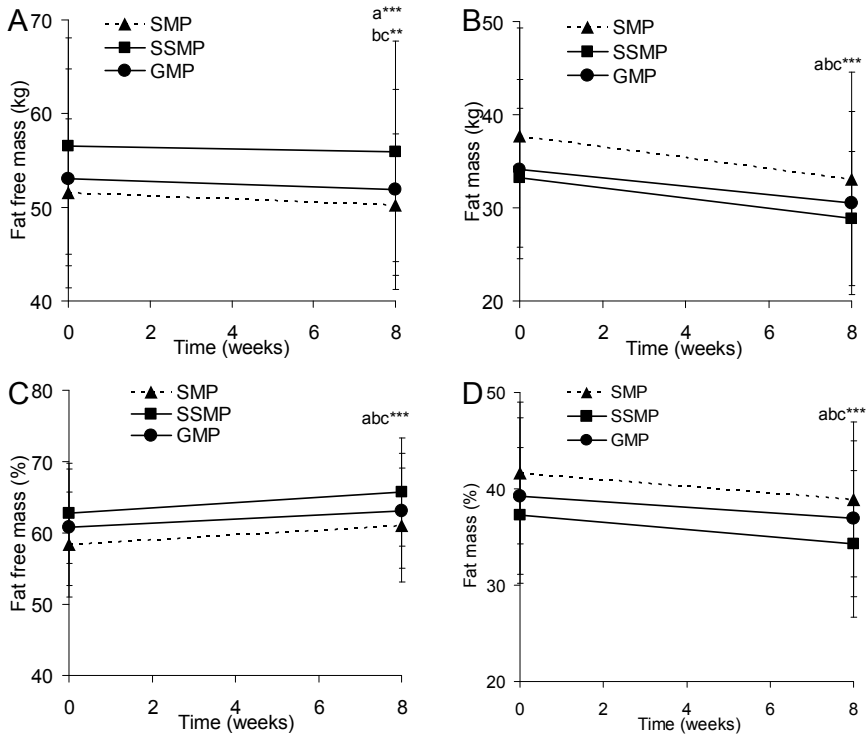 A
70
60
50
40
Fat free mass (kg)
SMP
SSMP
GMP
a***
bc**
0 2 4 6 8
Time (weeks)
B
50
40
30
20
Fat mass (kg)
SMP
SSMP
GMP
abc***
0 2 4 6 8
Time (weeks)
C
80
70
60
50
40
Fat free mass (%)
SMP
SSMP
GMP
abc***
0 2 4 6 8
Time (weeks)
D
50
40
30
20
Fat mass (%)
SMP
SSMP
GMP
abc***
0 2 4 6 8
Time (weeks)